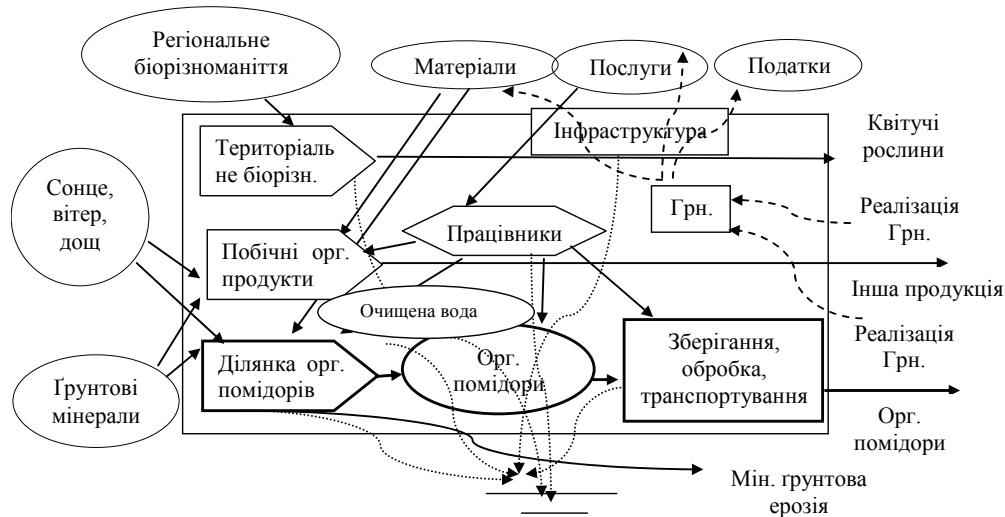 Регіональне
біорізноманіття
Матеріали
Послуги
Податки
Інфраструктура
Квітучі
рослини
Територіаль
не бiорiзн.
Сонце,
вітер,
дощ
Грн.
Реалізація
Грн.
Працівники
Побічні орг.
продукти
Інша продукція
Очищена вода
Реалізація
Грн.
Зберігання,
обробка,
транспортування
Ділянка орг.
помідорів
Орг.
помідори
Ґрунтові
мінерали
Орг.
помідори
Мін. ґрунтова
ерозія